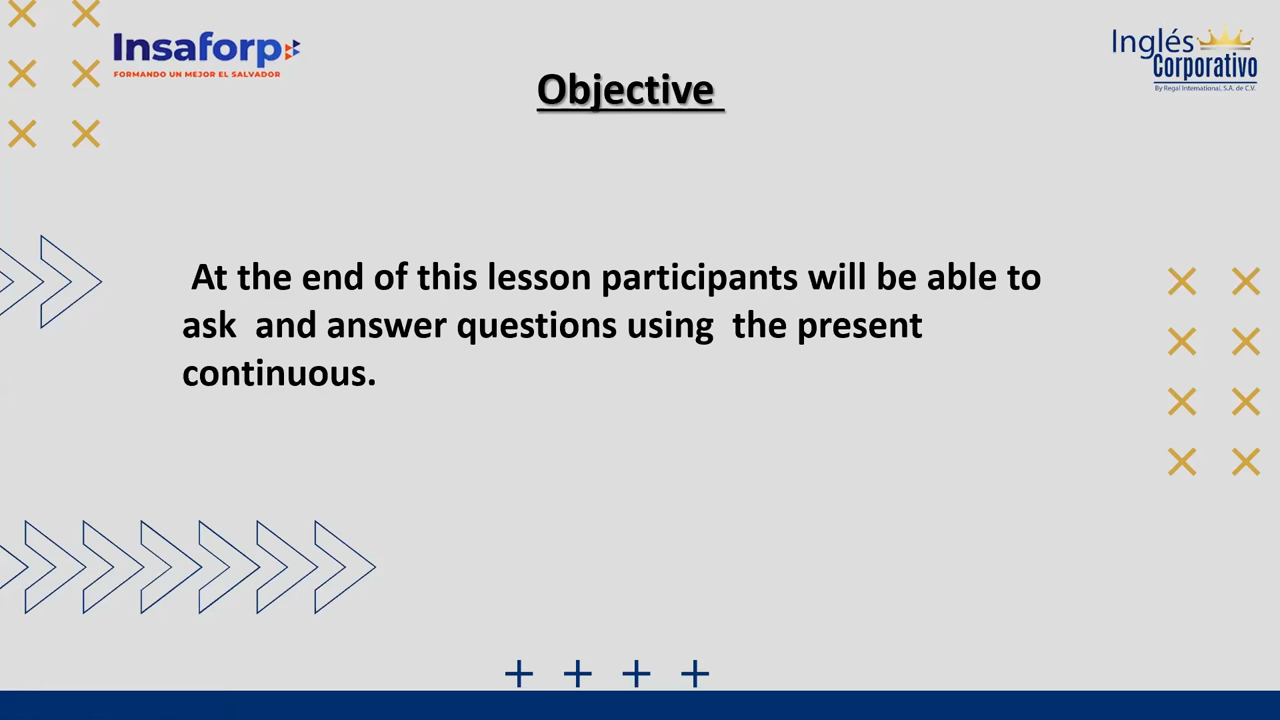 Insaforp
FORMANDO UN MEJOR EL SALVADOR
Inglés
Corporativo
By Regal International, S.A. de C.V.
Objective
At the end of this lesson participants will be able to
ask and answer questions using the present
continuous.